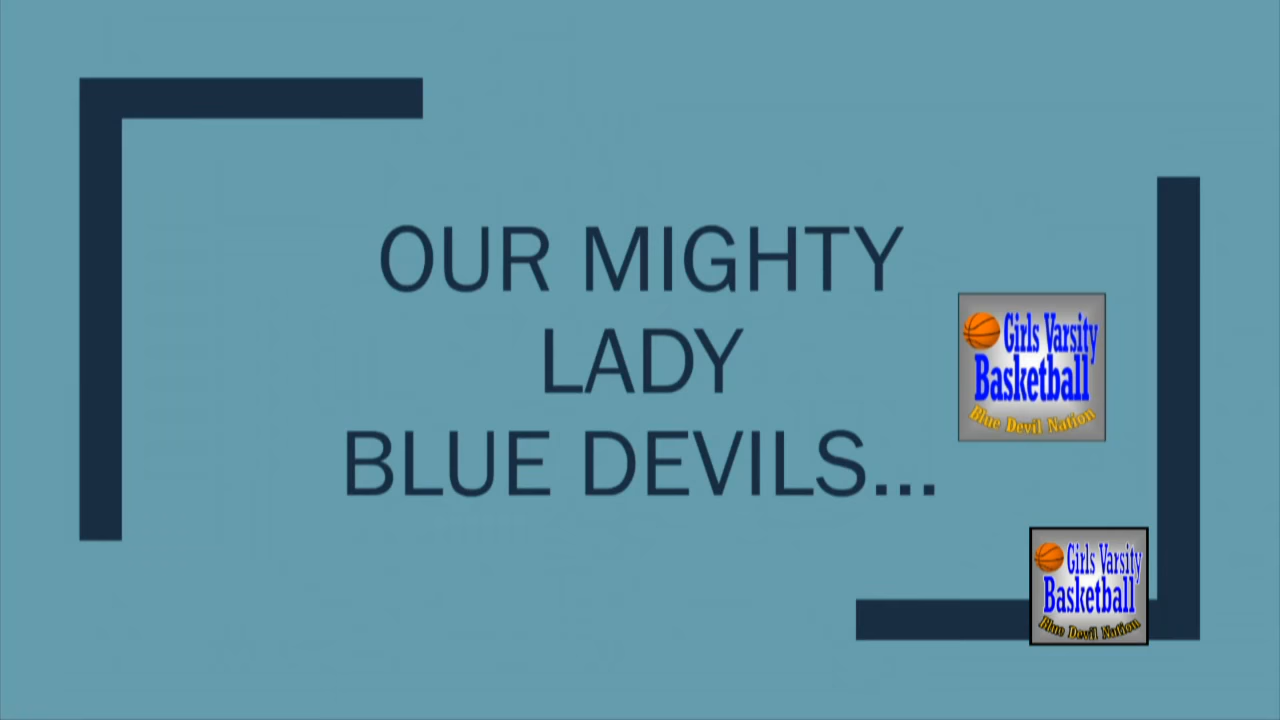 OUR MIGHTY
LADY
BLUE DEVILS...
Girls Varsity
Basketball
Blue Devil Nation
Girls Varsity
Basketball
Blue Devil Nation